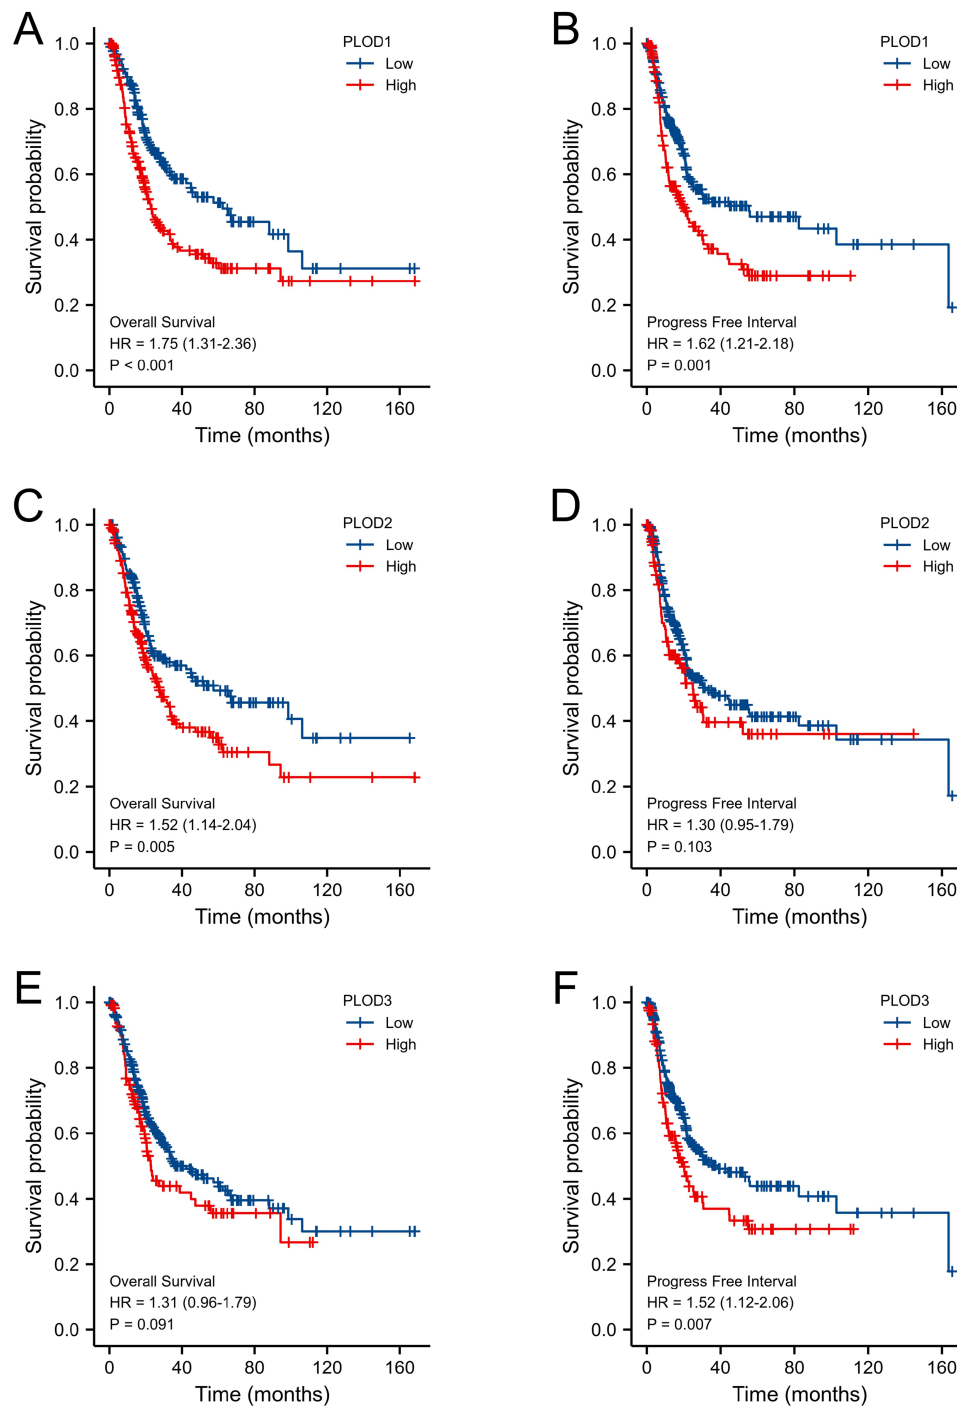 A
PLOD1
Low
High
Survival probability
1.0
0.8
0.6
0.4
0.2
0.0
Overall Survival
HR = 1.75 (1.31-2.36)
P < 0.001
0 40 80 120 160
Time (months)
B
PLOD1
Low
High
Survival probability
1.0
0.8
0.6
0.4
0.2
0.0
Progress Free Interval
HR = 1.62 (1.21-2.18)
P = 0.001
0 40 80 120 160
Time (months)
C
PLOD2
Low
High
Survival probability
1.0
0.8
0.6
0.4
0.2
0.0
Overall Survival
HR = 1.52 (1.14-2.04)
P = 0.005
0 40 80 120 160
Time (months)
D
PLOD2
Low
High
Survival probability
1.0
0.8
0.6
0.4
0.2
0.0
Progress Free Interval
HR = 1.30 (0.95-1.79)
P = 0.103
0 40 80 120 160
Time (months)
E
PLOD3
Low
High
Survival probability
1.0
0.8
0.6
0.4
0.2
0.0
Overall Survival
HR = 1.31 (0.96-1.79)
P = 0.091
0 40 80 120 160
Time (months)
F
PLOD3
Low
High
Survival probability
1.0
0.8
0.6
0.4
0.2
0.0
Progress Free Interval
HR = 1.52 (1.12-2.06)
P = 0.007
0 40 80 120 160
Time (months)